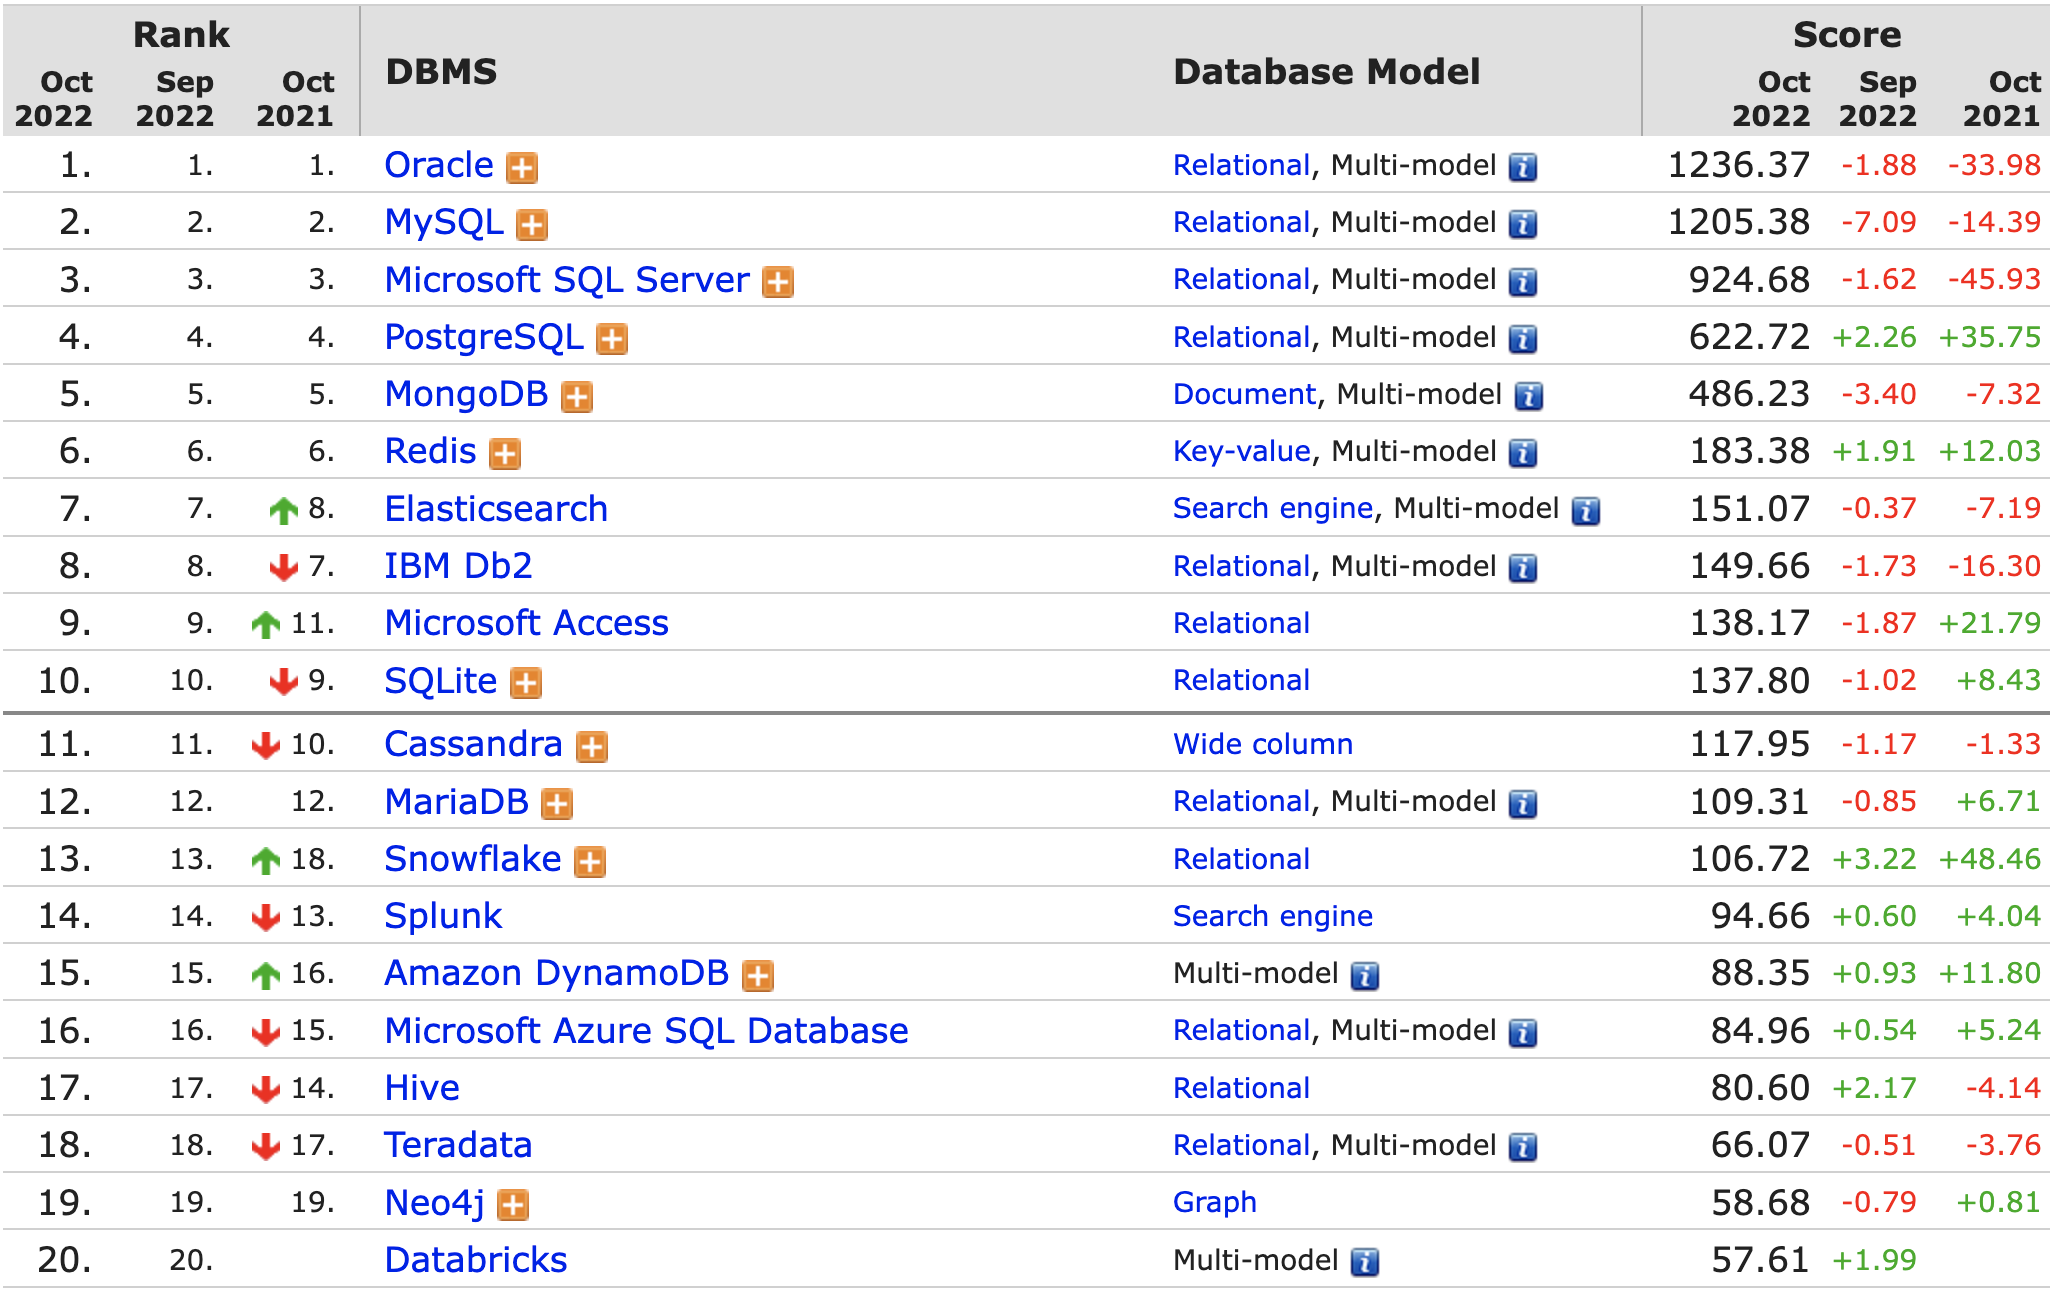 Rank DBMS Database Model Score
Oct 2022 Sep 2022 Oct 2021 Oct 2022 Sep 2022 Oct 2021
1. 1. 1. Oracle Relational, Multi-model 1236.37 -1.88 -33.98
2. 2. 2. MySQL Relational, Multi-model 1205.38 -7.09 -14.39
3. 3. 3. Microsoft SQL Server Relational, Multi-model 924.68 -1.62 -45.93
4. 4. 4. PostgreSQL Relational, Multi-model 622.72 +2.26 +35.75
5. 5. 5. MongoDB Document, Multi-model 486.23 -3.40 -7.32
6. 6. 6. Redis Key-value, Multi-model 183.38 +1.91 +12.03
7. 7. 8. Elasticsearch Search engine, Multi-model 151.07 -0.37 -7.19
8. 8. 7. IBM Db2 Relational, Multi-model 149.66 -1.73 -16.30
9. 9. 11. Microsoft Access Relational 138.17 -1.87 +21.79
10. 10. 9. SQLite Relational 137.80 -1.02 +8.43
11. 11. 10. Cassandra Wide column 117.95 -1.17 -1.33
12. 12. 12. MariaDB Relational, Multi-model 109.31 -0.85 +6.71
13. 13. 18. Snowflake Relational 106.72 +3.22 +48.46
14. 14. 13. Splunk Search engine 94.66 +0.60 +4.04
15. 15. 16. Amazon DynamoDB Multi-model 88.35 +0.93 +11.80
16. 16. 15. Microsoft Azure SQL Database Relational, Multi-model 84.96 +0.54 +5.24
17. 17. 14. Hive Relational 80.60 +2.17 -4.14
18. 18. 17. Teradata Relational, Multi-model 66.07 -0.51 -3.76
19. 19. 19. Neo4j Graph 58.68 -0.79 +0.81
20. 20. Databricks Multi-model 57.61 +1.99